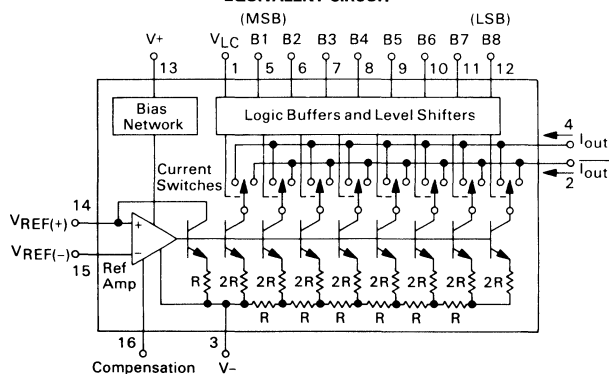 EQUIVALENT CIRCUIT
(MSB) (LSB)
V+ VLC B1 B2 B3 B4 B5 B6 B7 B8
13 1 5 6 7 8 9 10 11 12
Bias
Network
Logic Buffers and Level Shifters
4
Iout
Iout
2
Current
Switches
14
VREF(+)
+
VREF(–)
–
15
Ref
Amp
R 2R 2R 2R 2R 2R 2R 2R 2R
R R R R R R
16 3
Compensation V–